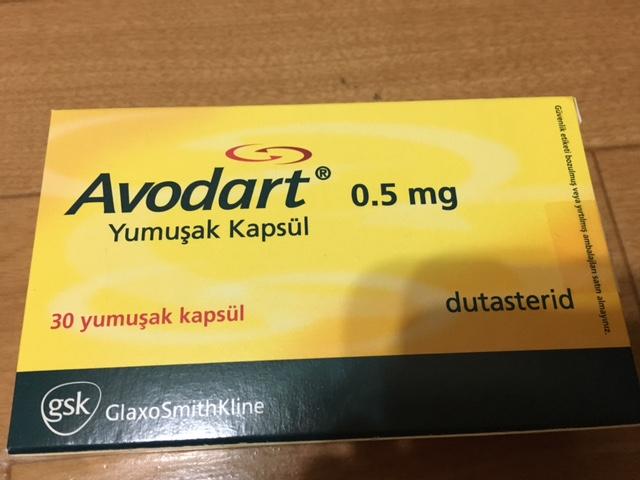 Avodart® 0.5 mg
Yumuşak Kapsül
30 yumuşak kapsül
dutasterid
gsk GlaxoSmithKline
Güvenlik etiketi bozulmuş veya yırtılmış ambalajları satın almayınız.